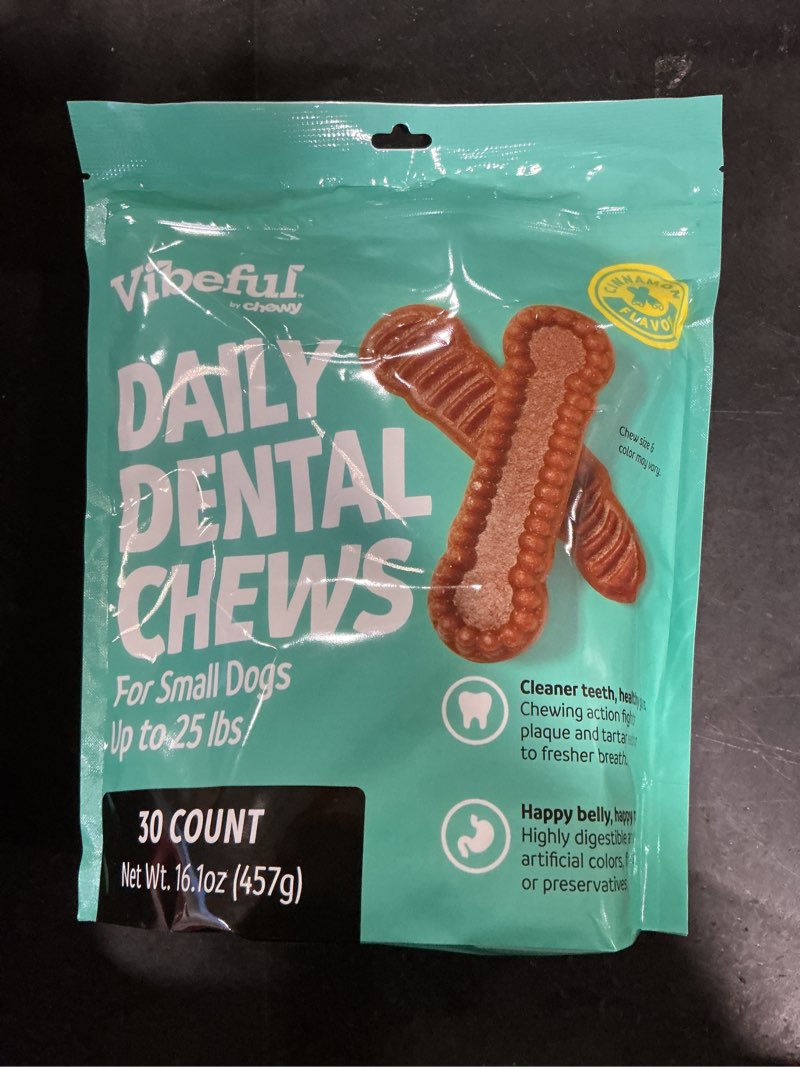 Vibeful™
by chewy
CINNAMON
FLAVOR
DAILY
DENTAL
CHEWS
Chew size &
color may vary.
For Small Dogs
Up to 25 lbs
Cleaner teeth,
Chewing action
plaque and tartar
to fresher breath.
30 COUNT
Net Wt. 16.1oz (457g)
Happy belly, happy
Highly digestible
artificial colors,
or preservatives